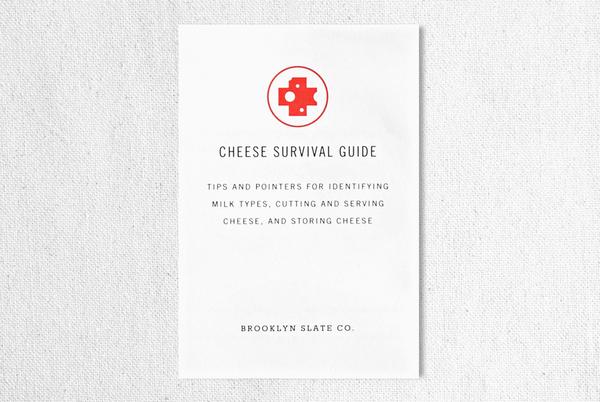 CHEESE SURVIVAL GUIDE
TIPS AND POINTERS FOR IDENTIFYING
MILK TYPES, CUTTING AND SERVING
CHEESE, AND STORING CHEESE
BROOKLYN SLATE CO.